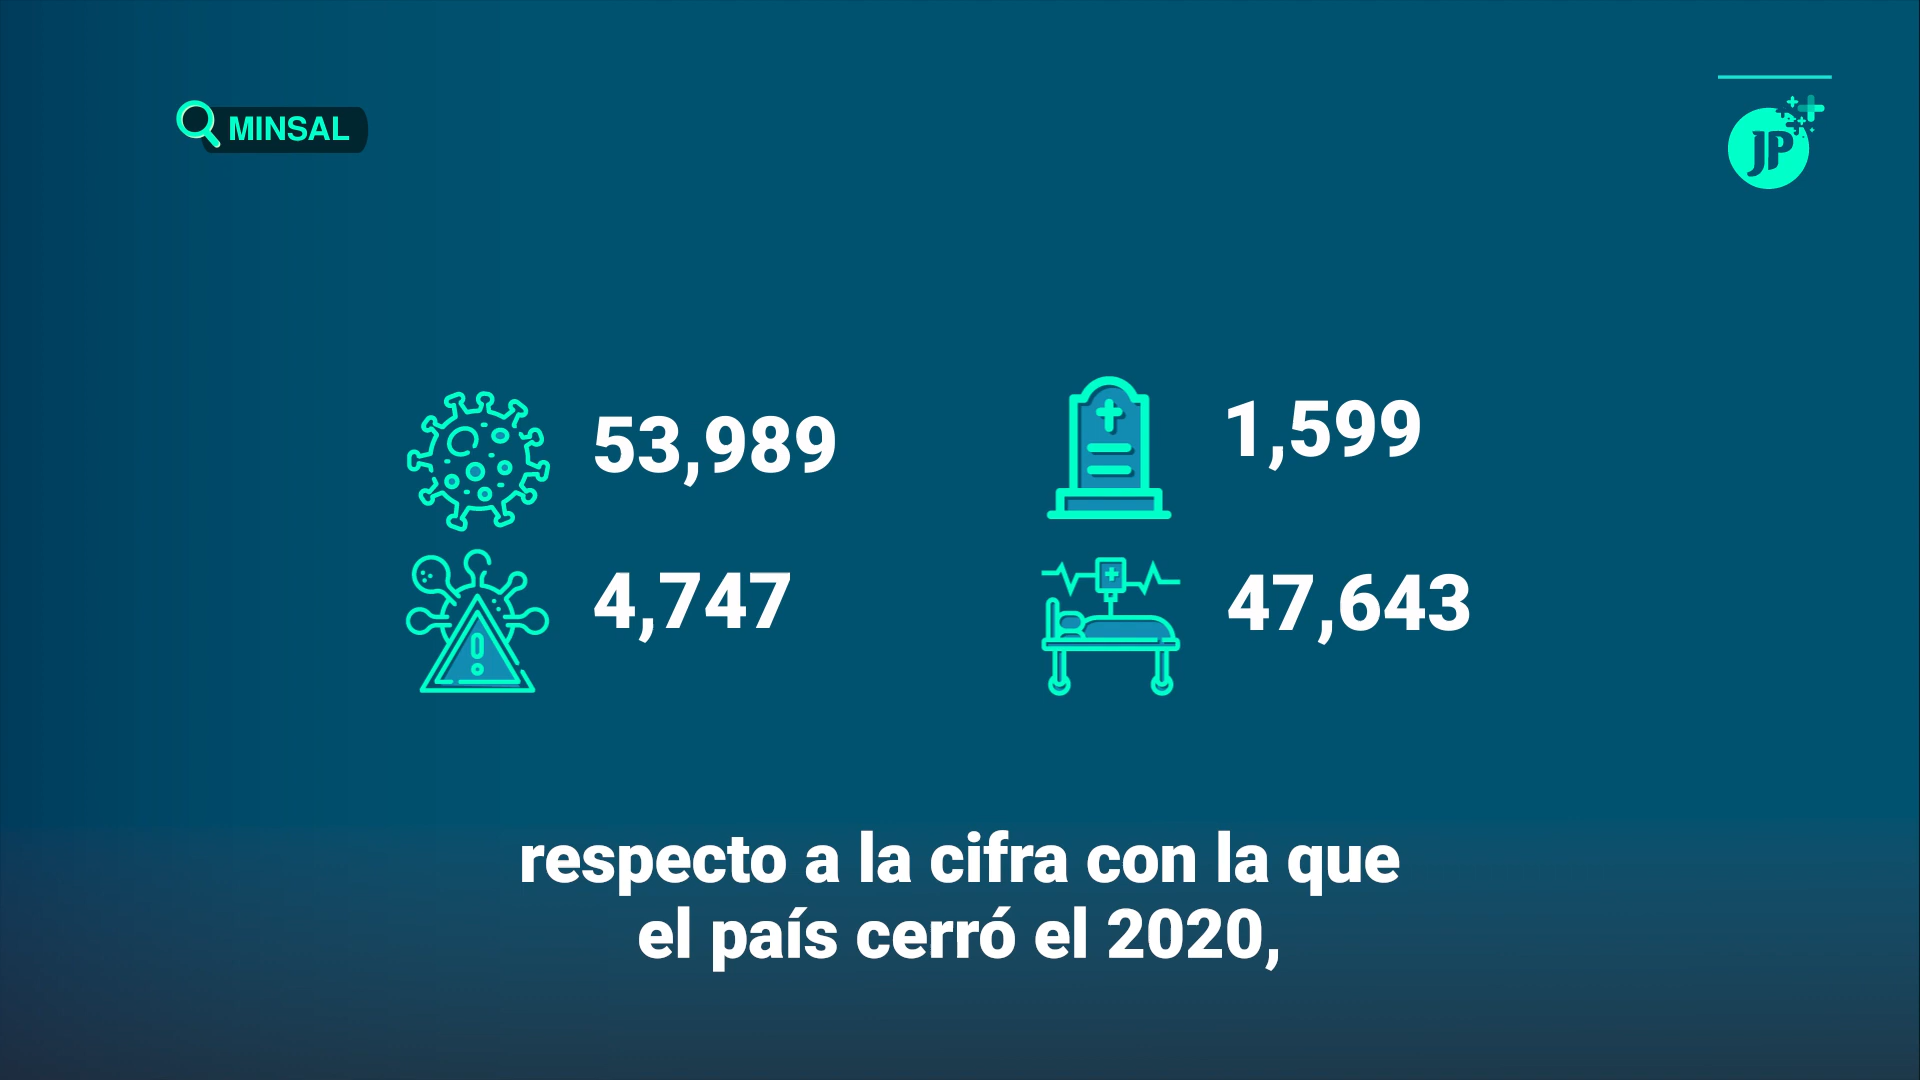 MINSAL
JP
53,989
1,599
4,747
47,643
respecto a la cifra con la que
el país cerró el 2020,